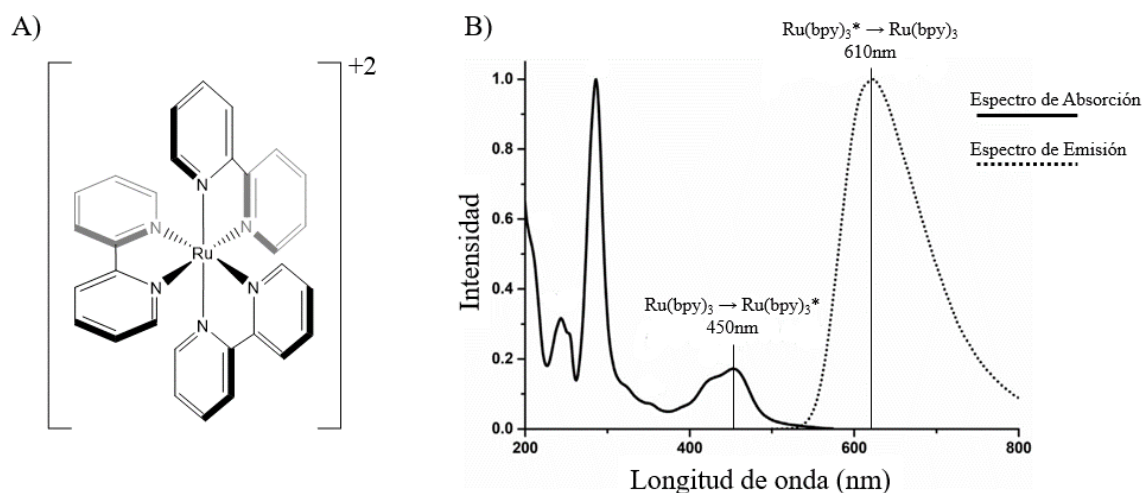 A)
+2
N
N
N
Ru
N
N
N
B)
Ru(bpy)₃* → Ru(bpy)₃
610nm
Espectro de Absorción
Espectro de Emisión
Intensidad
1.0
0.8
0.6
0.4
0.2
0.0
Ru(bpy)₃ → Ru(bpy)₃*
450nm
200
400
600
800
Longitud de onda (nm)